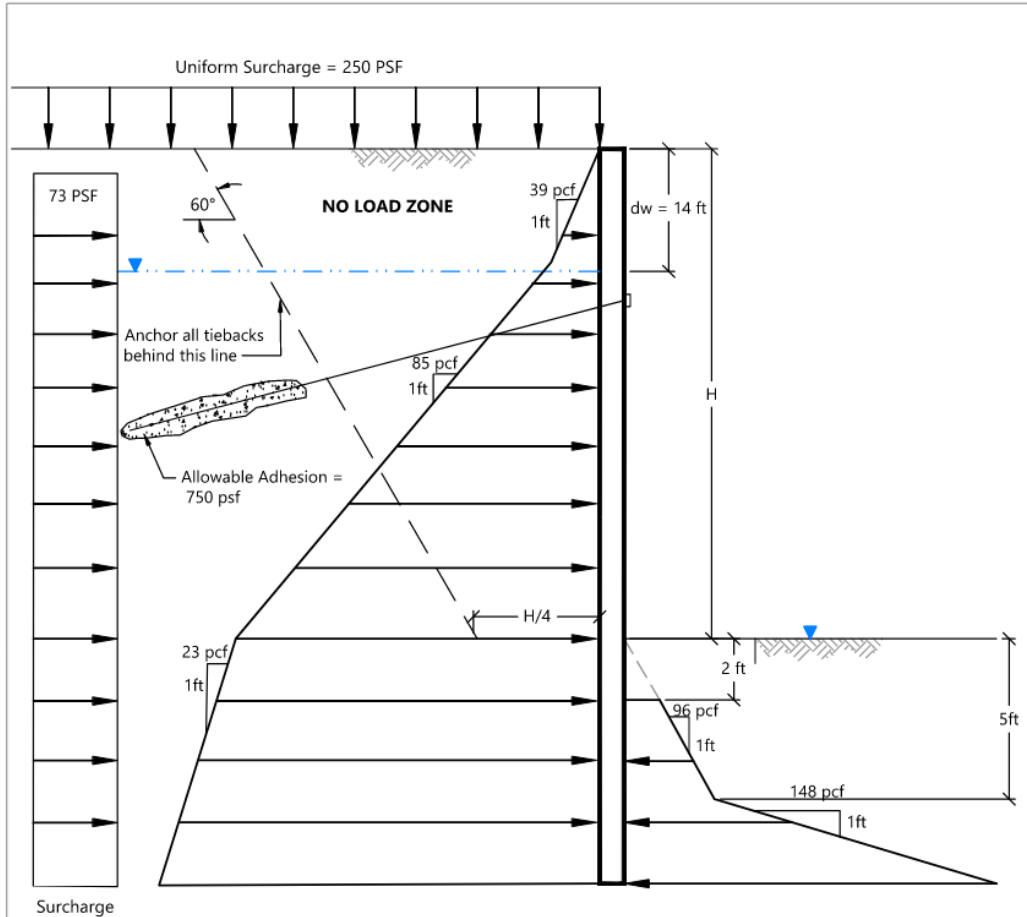 Uniform Surcharge = 250 PSF
73 PSF
39 pcf
1ft
dw = 14 ft
60°
NO LOAD ZONE
Anchor all tiebacks
behind this line
85 pcf
1ft
H
Allowable Adhesion =
750 psf
H/4
23 pcf
1ft
2 ft
96 pcf
1ft
5ft
148 pcf
1ft
Surcharge